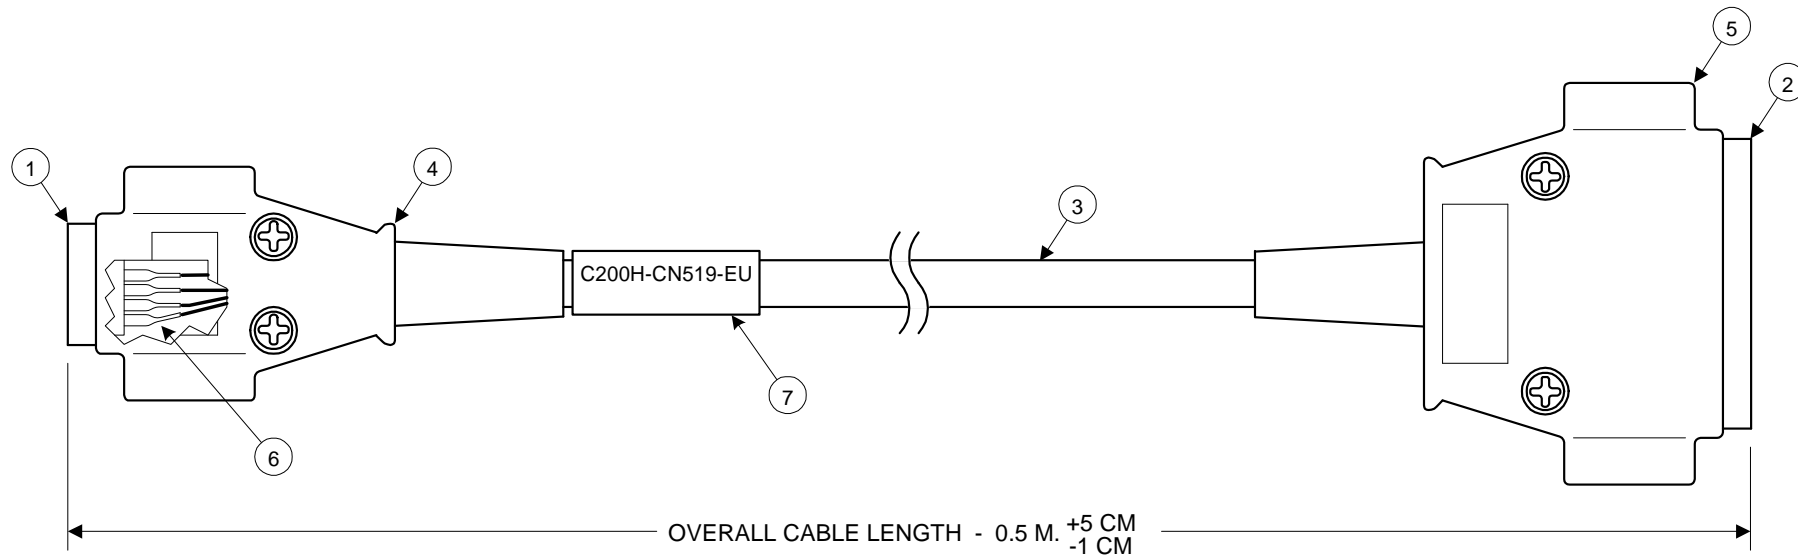 5
2
1
4
3
C200H-CN519-EU
7
6
OVERALL CABLE LENGTH - 0.5 M. +5 CM
-1 CM